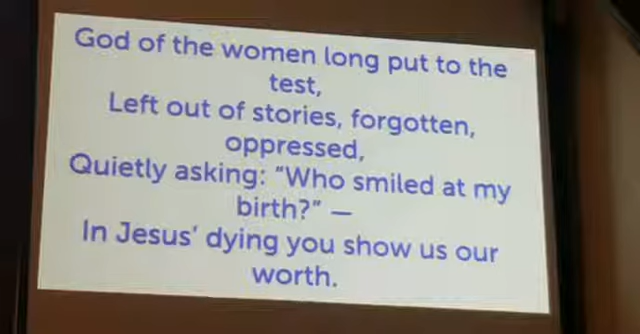 God of the women long put to the
test,
Left out of stories, forgotten,
oppressed,
Quietly asking: "Who smiled at my
birth?" —
In Jesus' dying you show us our
worth.